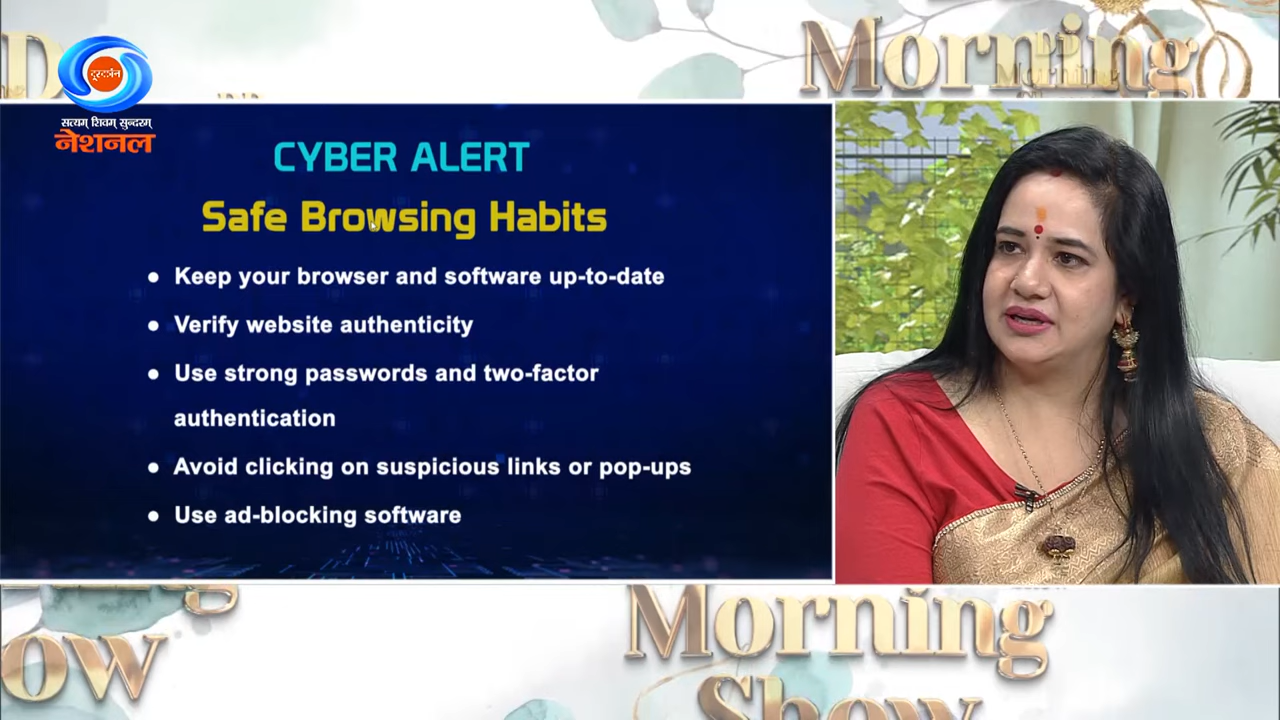 Morning
दूरदर्शन
सत्यम् शिवम् सुन्दरम्
नेशनल
CYBER ALERT
Safe Browsing Habits
● Keep your browser and software up-to-date
● Verify website authenticity
● Use strong passwords and two-factor
authentication
● Avoid clicking on suspicious links or pop-ups
● Use ad-blocking software
Morning
Show